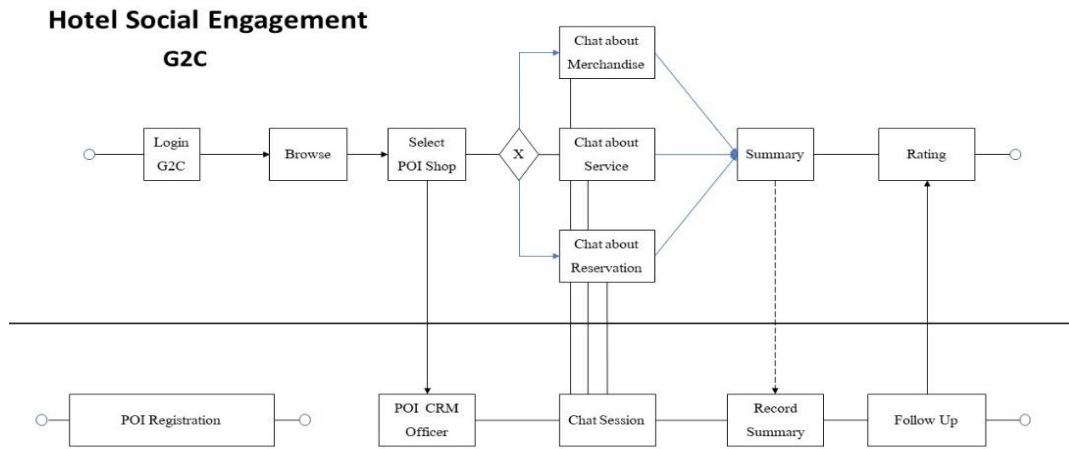 Hotel Social Engagement
G2C
Chat about
Merchandise
Login
G2C
Browse
Select
POI Shop
X
Chat about
Service
Summary
Rating
Chat about
Reservation
POI Registration
POI CRM
Officer
Chat Session
Record
Summary
Follow Up